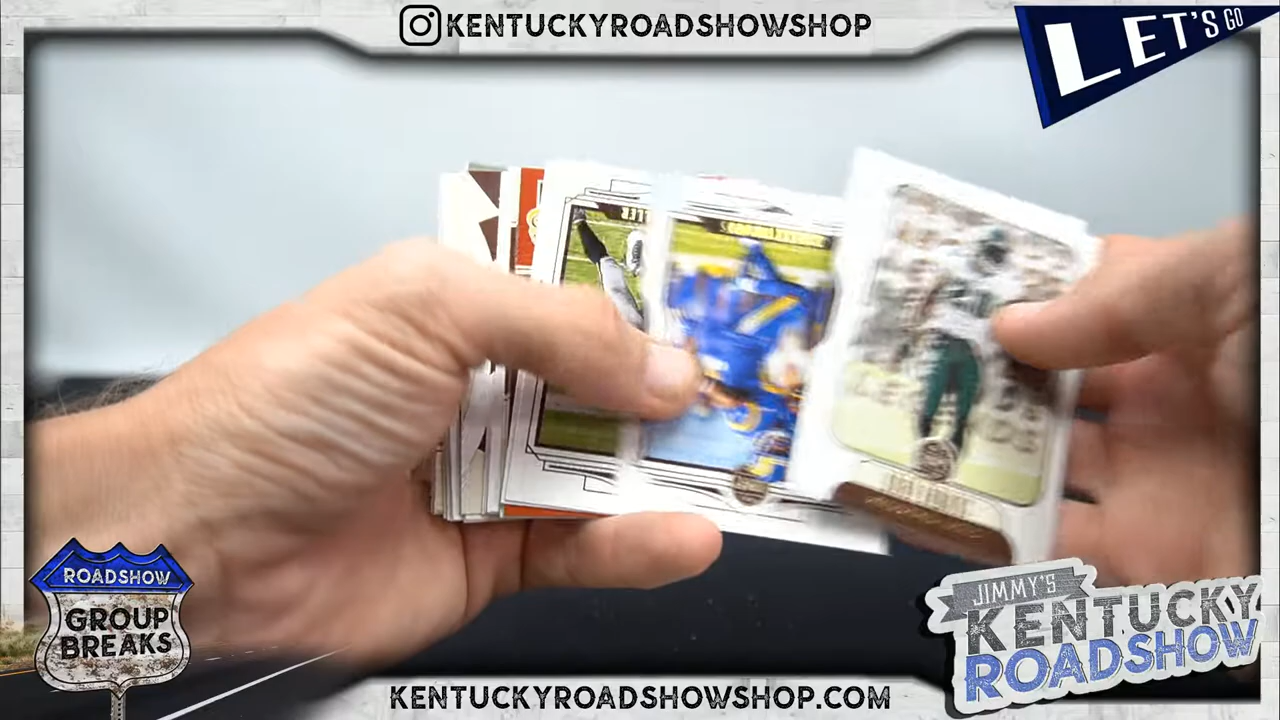 KENTUCKYROADSHOWSHOP
LET'S GO
ROADSHOW
GROUP
BREAKS
JIMMY'S
KENTUCKY
ROADSHOW
KENTUCKYROADSHOWSHOP.COM